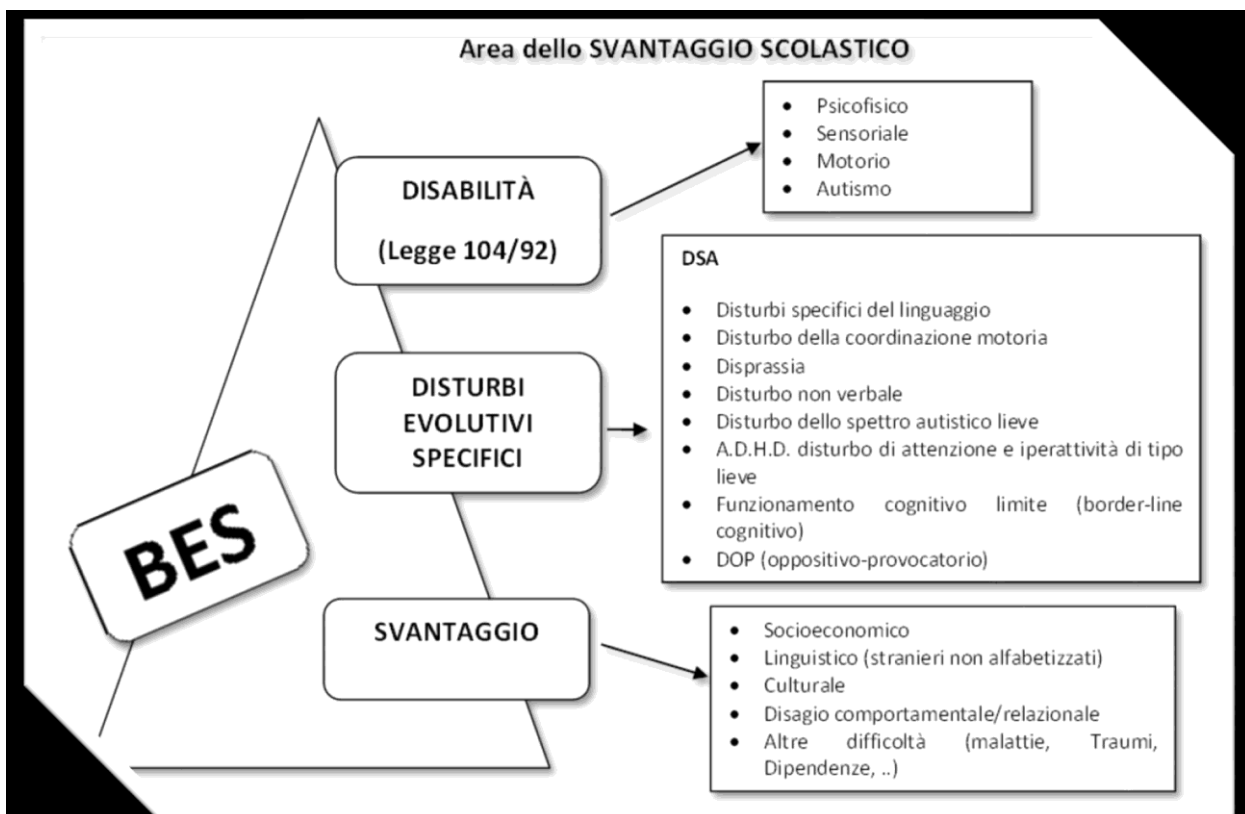 Area dello SVANTAGGIO SCOLASTICO
DISABILITÀ
(Legge 104/92)
• Psicofisico
• Sensoriale
• Motorio
• Autismo
DISTURBI
EVOLUTIVI
SPECIFICI
DSA
• Disturbi specifici del linguaggio
• Disturbo della coordinazione motoria
• Disprassia
• Disturbo non verbale
• Disturbo dello spettro autistico lieve
• A.D.H.D. disturbo di attenzione e iperattività di tipo
lieve
• Funzionamento cognitivo limite (border-line
cognitivo)
• DOP (oppositivo-provocatorio)
BES
SVANTAGGIO
• Socioeconomico
• Linguistico (stranieri non alfabetizzati)
• Culturale
• Disagio comportamentale/relazionale
• Altre difficoltà (malattie, Traumi,
Dipendenze, ..)